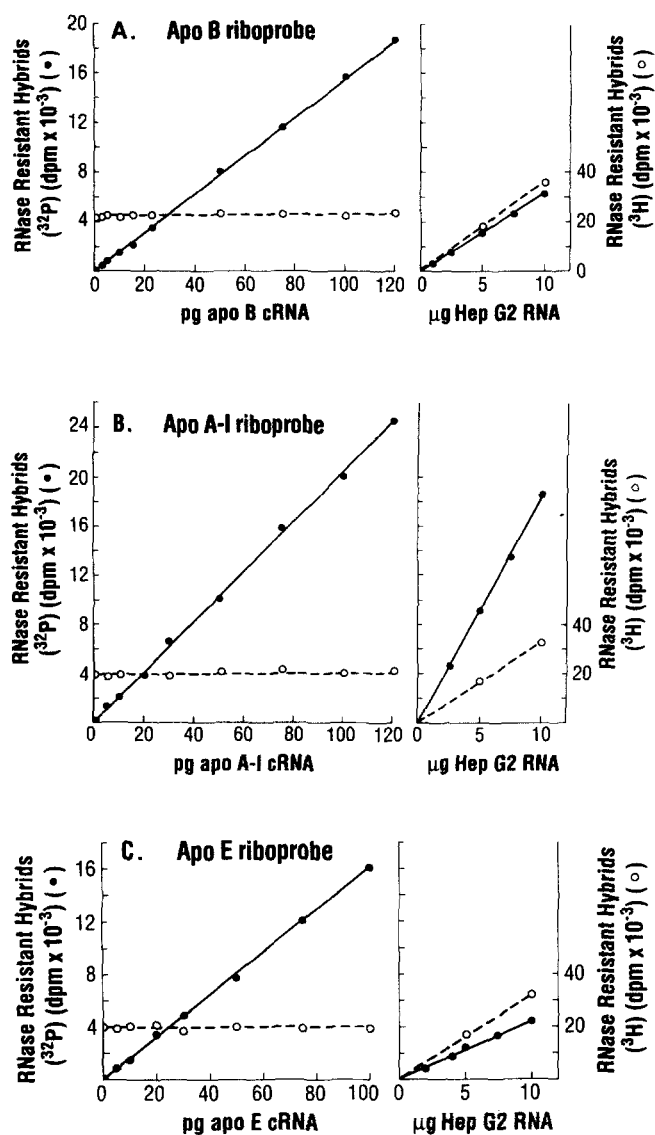 A. Apo B riboprobe
RNase Resistant Hybrids
(³²P) (dpm x 10⁻³) (●)
20
16
12
8
4
0
0 20 40 60 80 100 120
pg apo B cRNA
0 5 10
μg Hep G2 RNA
40
20
0
RNase Resistant Hybrids
(³H) (dpm x 10⁻³) (○)
B. Apo A-I riboprobe
RNase Resistant Hybrids
(³²P) (dpm x 10⁻³) (●)
24
20
16
12
8
4
0
0 20 40 60 80 100 120
pg apo A-I cRNA
0 5 10
μg Hep G2 RNA
40
20
RNase Resistant Hybrids
(³H) (dpm x 10⁻³) (○)
C. Apo E riboprobe
RNase Resistant Hybrids
(³²P) (dpm x 10⁻³) (●)
16
12
8
4
0
0 20 40 60 80 100
pg apo E cRNA
0 5 10
μg Hep G2 RNA
40
20
0
RNase Resistant Hybrids
(³H) (dpm x 10⁻³) (○)